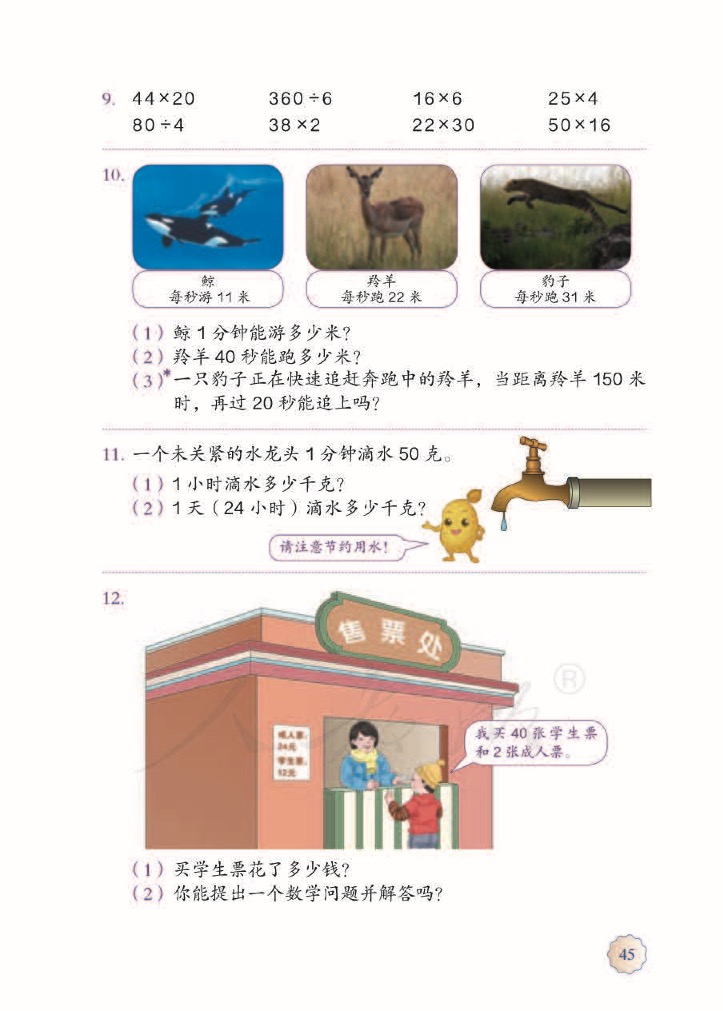 9. 44×20 360÷6 16×6 25×4
80÷4 38×2 22×30 50×16
10.
鲸 羚羊 豹子
每秒游 11 米 每秒跑 22 米 每秒跑 31 米
(1) 鲸 1 分钟能游多少米?
(2) 羚羊 40 秒能跑多少米?
(3)* 一只豹子正在快速追赶奔跑中的羚羊,当距离羚羊 150 米
时,再过 20 秒能追上吗?
11. 一个未关紧的水龙头 1 分钟滴水 50 克。
(1) 1 小时滴水多少千克?
(2) 1 天(24 小时)滴水多少千克?
请注意节约用水!
12.
售票处
成人票:
24元
学生票:
12元
我买 40 张学生票
和 2 张成人票。
(1) 买学生票花了多少钱?
(2) 你能提出一个数学问题并解答吗?
®
45